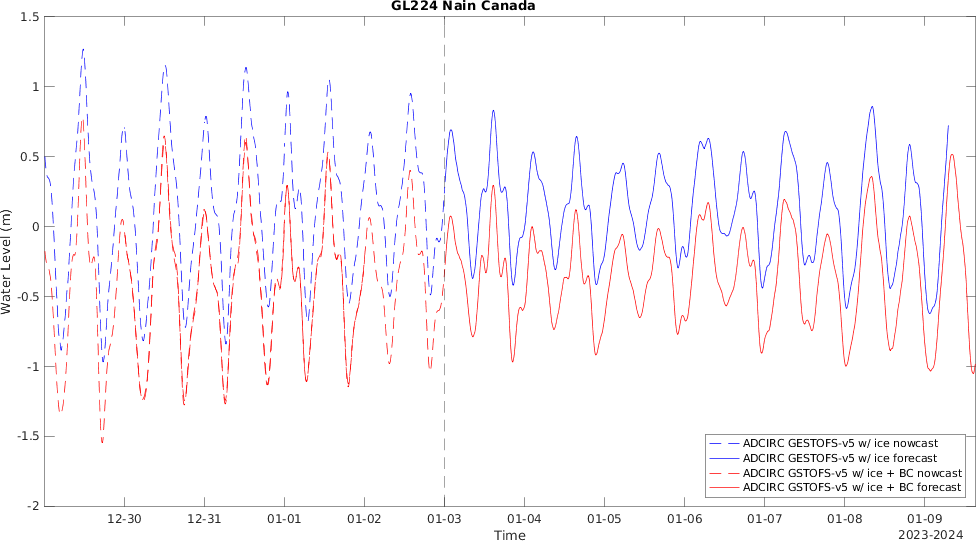 GL224 Nain Canada
1.5
1
0.5
0
-0.5
-1
-1.5
-2
Water Level (m)
12-30 12-31 01-01 01-02 01-03 01-04 01-05 01-06 01-07 01-08 01-09
Time
2023-2024
ADCIRC GESTOFS-v5 w/ ice nowcast
ADCIRC GESTOFS-v5 w/ ice forecast
ADCIRC GSTOFS-v5 w/ ice + BC nowcast
ADCIRC GSTOFS-v5 w/ ice + BC forecast